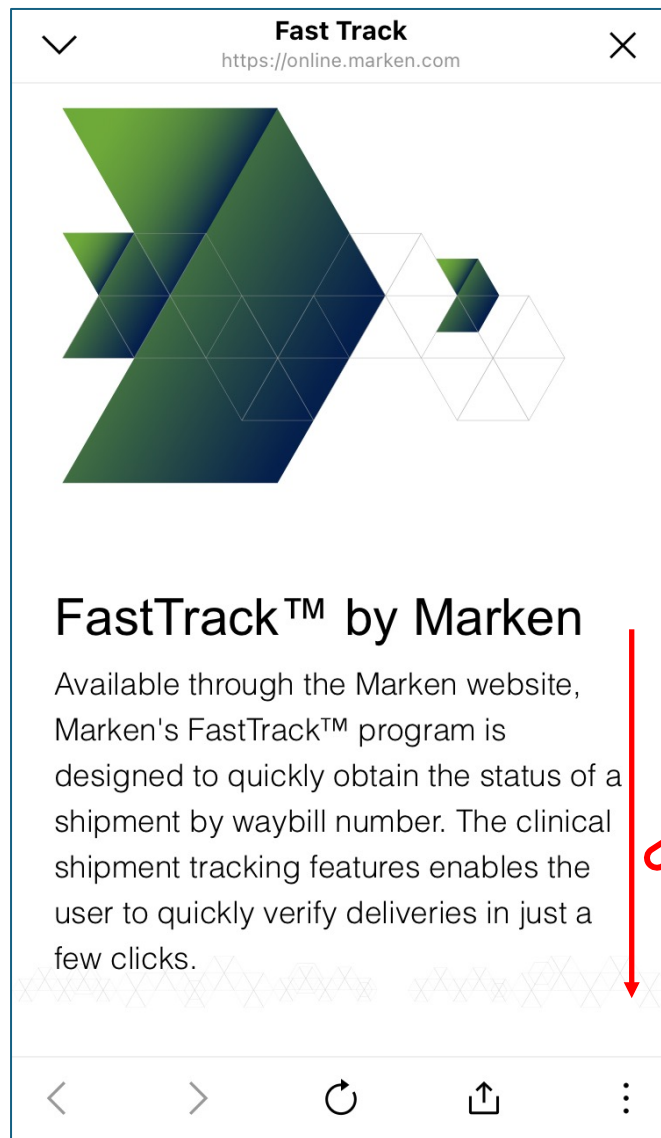 Fast Track
https://online.marken.com
FastTrack™ by Marken
Available through the Marken website,
Marken's FastTrack™ program is
designed to quickly obtain the status of a
shipment by waybill number. The clinical
shipment tracking features enables the
user to quickly verify deliveries in just a
few clicks.